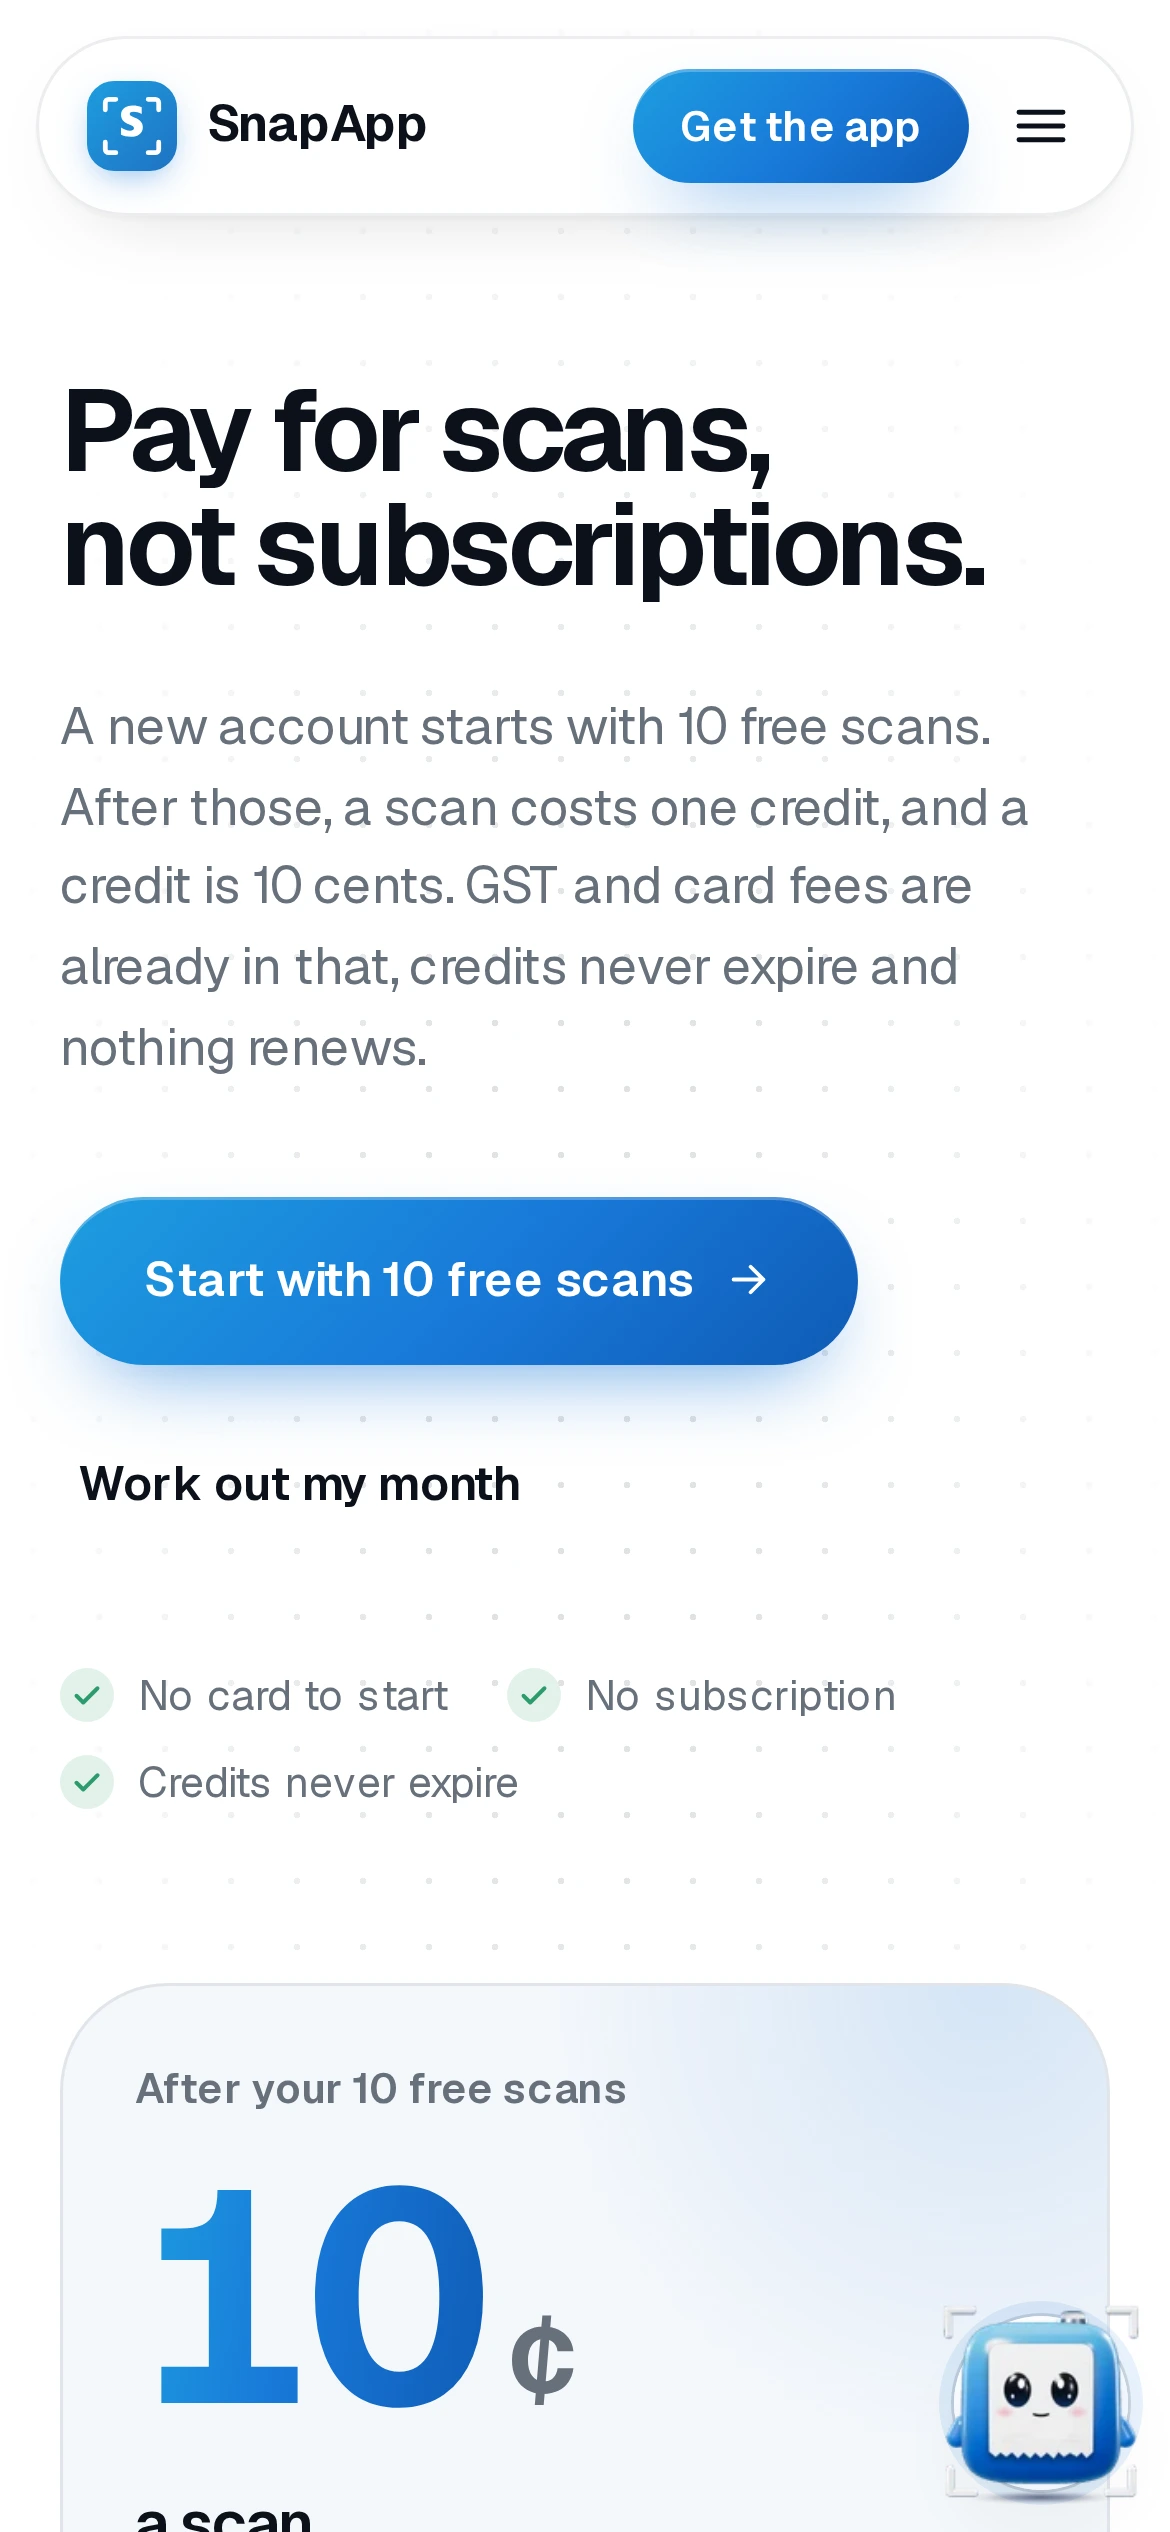 S
SnapApp
Get the app
Pay for scans,
not subscriptions.
A new account starts with 10 free scans.
After those, a scan costs one credit, and a
credit is 10 cents. GST and card fees are
already in that, credits never expire and
nothing renews.
Start with 10 free scans →
Work out my month
No card to start
No subscription
Credits never expire
After your 10 free scans
10¢
a scan